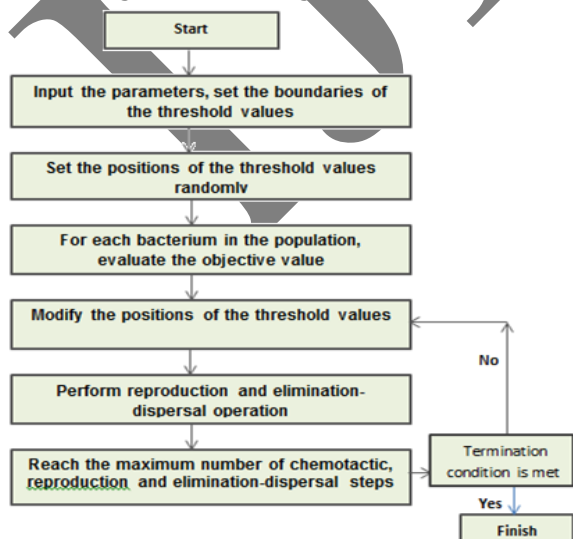 Start
Input the parameters, set the boundaries of
the threshold values
Set the positions of the threshold values
randomly
For each bacterium in the population,
evaluate the objective value
Modify the positions of the threshold values
Perform reproduction and elimination-
dispersal operation
Reach the maximum number of chemotactic,
reproduction and elimination-dispersal steps
No
Termination
condition is met
Yes
Finish